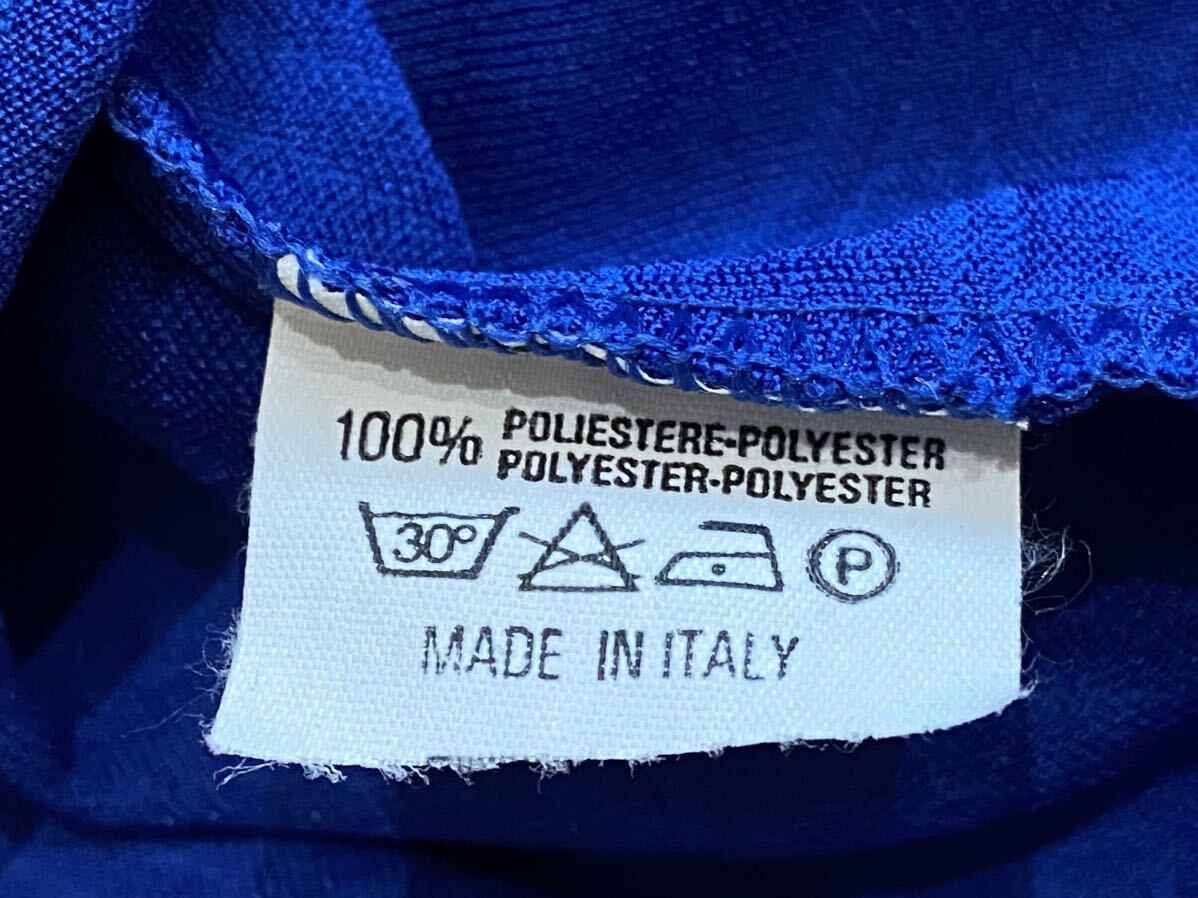 100% POLIESTERE-POLYESTER
POLYESTER-POLYESTER
30° P
MADE IN ITALY